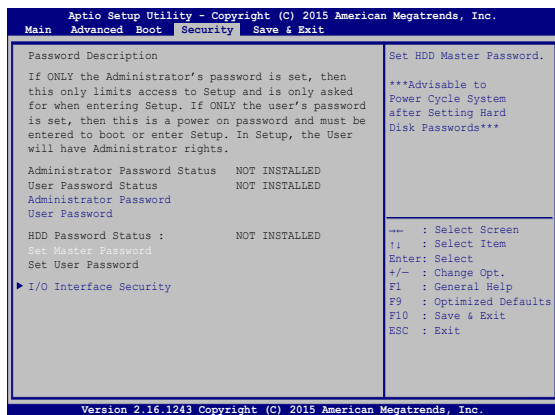 Aptio Setup Utility - Copyright (C) 2015 American Megatrends, Inc.
Main Advanced Boot Security Save & Exit
Password Description
If ONLY the Administrator's password is set, then
this only limits access to Setup and is only asked
for when entering Setup. If ONLY the user's password
is set, then this is a power on password and must be
entered to boot or enter Setup. In Setup, the User
will have Administrator rights.
Administrator Password Status NOT INSTALLED
User Password Status NOT INSTALLED
Administrator Password
User Password
HDD Password Status : NOT INSTALLED
Set Master Password
Set User Password
I/O Interface Security
Set HDD Master Password.
***Advisable to
Power Cycle System
after Setting Hard
Disk Passwords***
→← : Select Screen
↑↓ : Select Item
Enter: Select
+/— : Change Opt.
F1 : General Help
F9 : Optimized Defaults
F10 : Save & Exit
ESC : Exit
Version 2.16.1243 Copyright (C) 2015 American Megatrends, Inc.